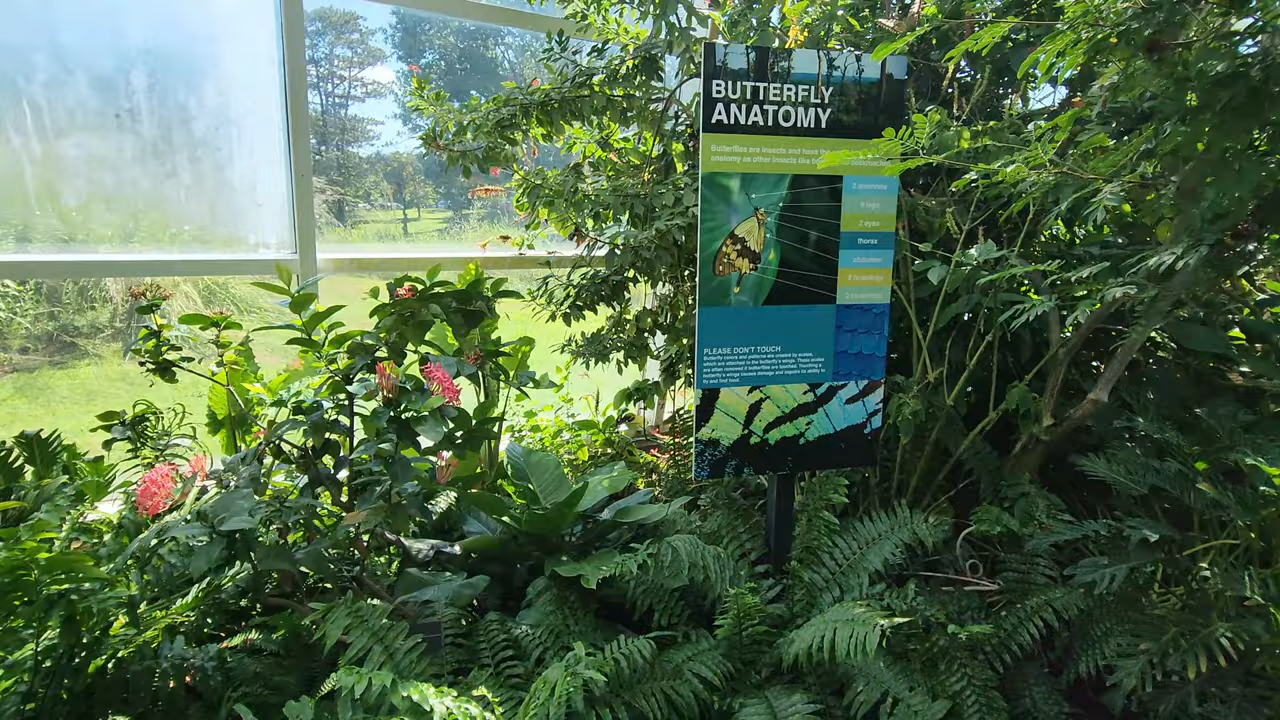 BUTTERFLY
ANATOMY
Butterflies are insects and have the
anatomy as other insects like cockroaches
2 antennae
6 legs
2 eyes
thorax
abdomen
2 forewings
PLEASE DON'T TOUCH
Butterfly colors and patterns are created by scales,
which are attached to the butterfly's wings. These scales
are often removed if butterflies are touched. Touching a
butterfly's wings causes damage and impairs its ability to
fly and find food.